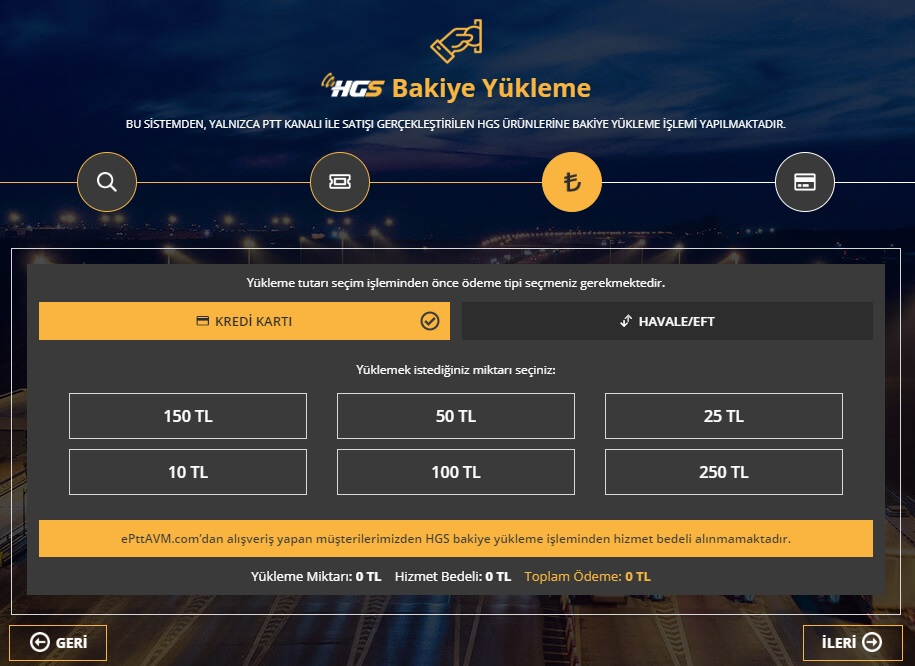 HGS Bakiye Yükleme
BU SİSTEMDEN, YALNIZCA PTT KANALI İLE SATIŞI GERÇEKLEŞTİRİLEN HGS ÜRÜNLERİNE BAKİYE YÜKLEME İŞLEMİ YAPILMAKTADIR.
Yükleme tutarı seçim işleminden önce ödeme tipi seçmeniz gerekmektedir.
KREDİ KARTI HAVALE/EFT
Yüklemek istediğiniz miktarı seçiniz:
150 TL 50 TL 25 TL
10 TL 100 TL 250 TL
ePttAVM.com'dan alışveriş yapan müşterilerimizden HGS bakiye yükleme işleminden hizmet bedeli alınmamaktadır.
Yükleme Miktarı: 0 TL Hizmet Bedeli: 0 TL Toplam Ödeme: 0 TL
GERİ İLERİ